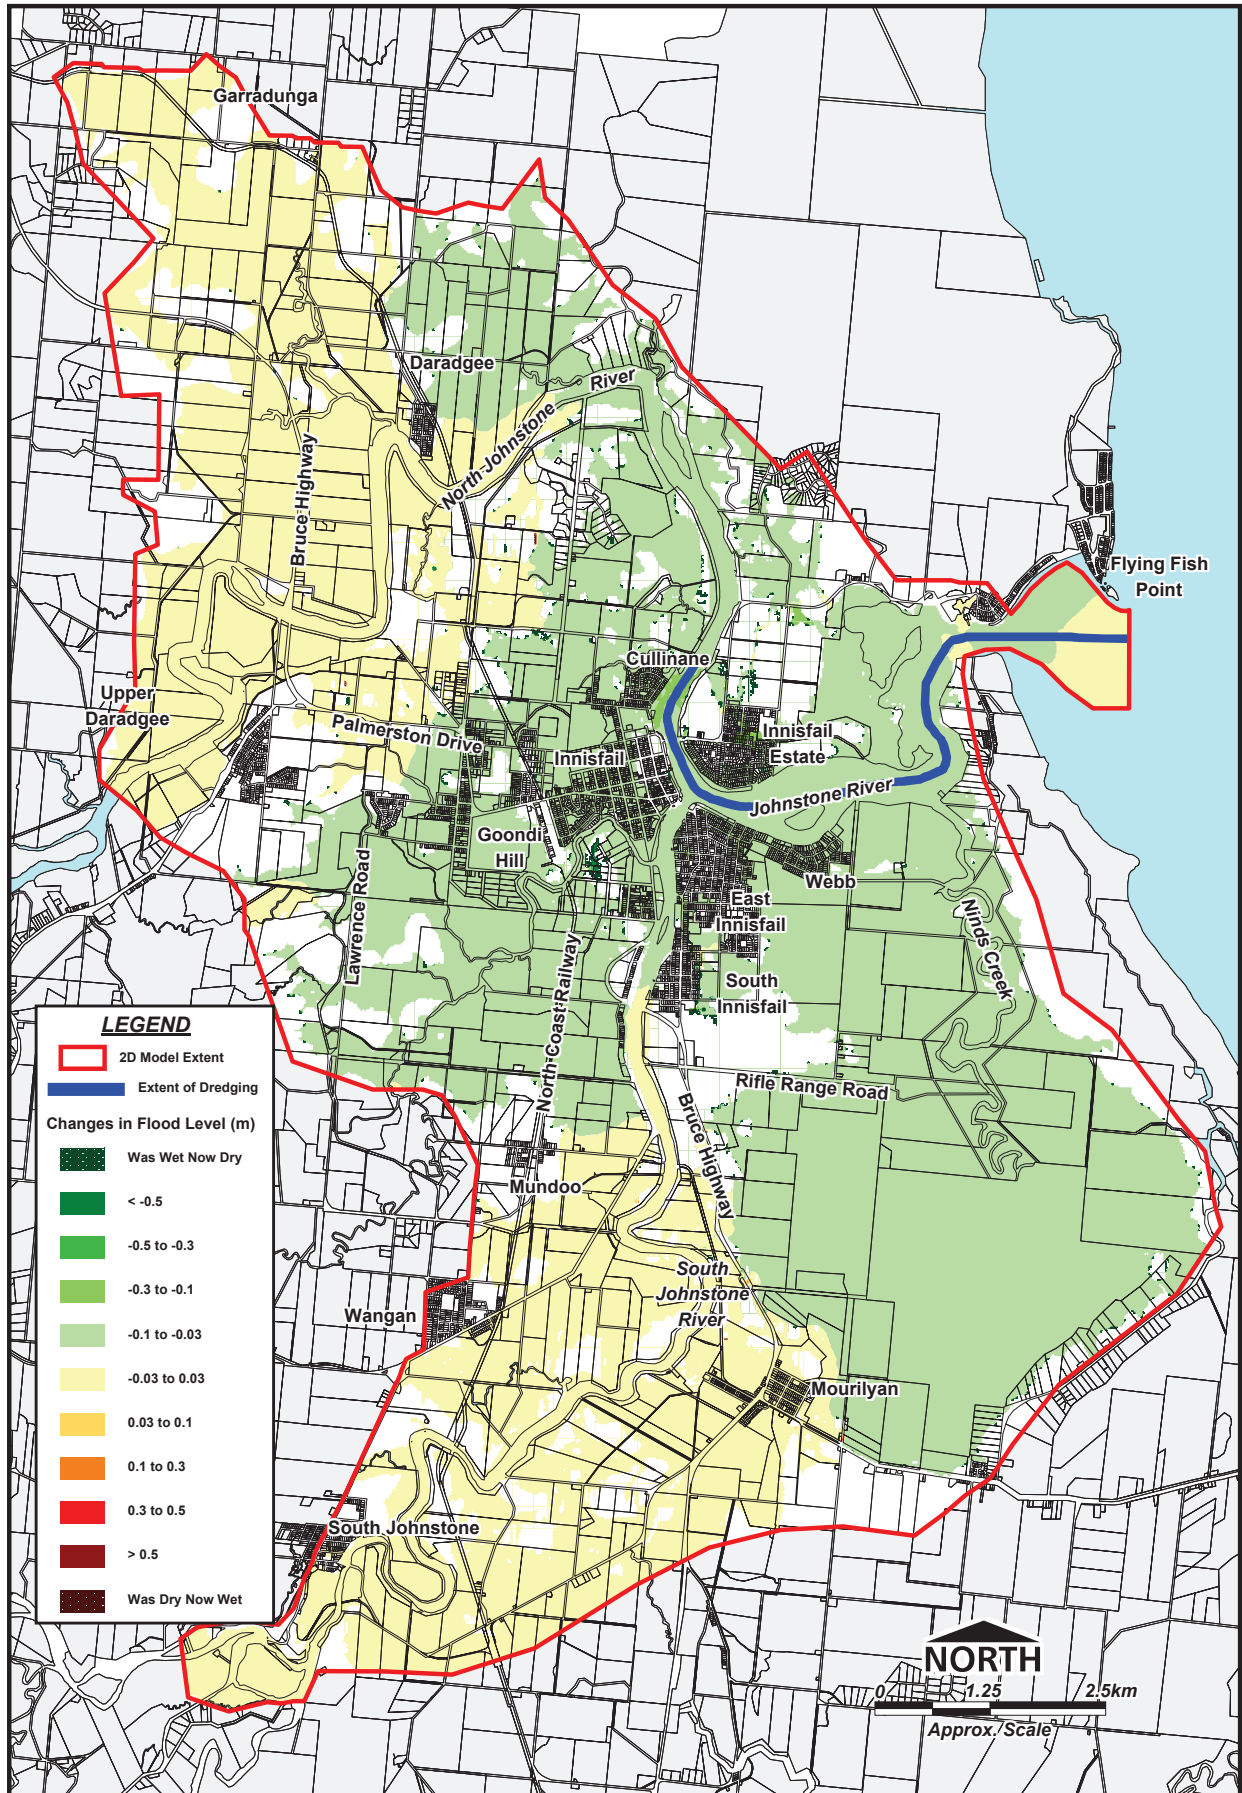 Garradunga
Daradgee
River
North Johnstone
Bruce Highway
Flying Fish
Point
Cullinane
Upper
Daradgee
Palmerston Drive
Innisfail
Innisfail
Estate
Johnstone River
Goondi
Hill
Lawrence Road
Webb
East
Innisfail
Ninds Creek
North Coast Railway
South
Innisfail
Rifle Range Road
Bruce Highway
Mundoo
South
Johnstone
River
Wangan
Mourilyan
South Johnstone
LEGEND
2D Model Extent
Extent of Dredging
Changes in Flood Level (m)
Was Wet Now Dry
< -0.5
-0.5 to -0.3
-0.3 to -0.1
-0.1 to -0.03
-0.03 to 0.03
0.03 to 0.1
0.1 to 0.3
0.3 to 0.5
> 0.5
Was Dry Now Wet
NORTH
0 1.25 2.5km
Approx. Scale